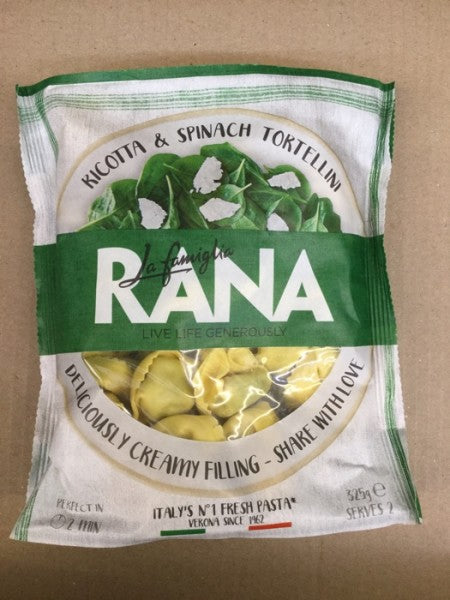 RICOTTA & SPINACH TORTELLINI
La famiglia
RANA
LIVE LIFE GENEROUSLY
DELICIOUSLY CREAMY FILLING - SHARE WITH LOVE
PERFECT IN
2 MIN
ITALY'S Nº1 FRESH PASTA*
VERONA SINCE 1962
325g e
SERVES 2